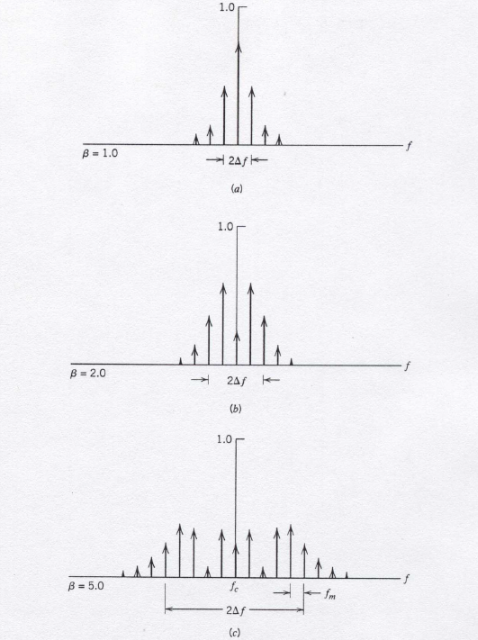 1.0
f
β = 1.0
2Δf
(a)
1.0
f
β = 2.0
2Δf
(b)
1.0
f
β = 5.0
f_c
f_m
2Δf
(c)